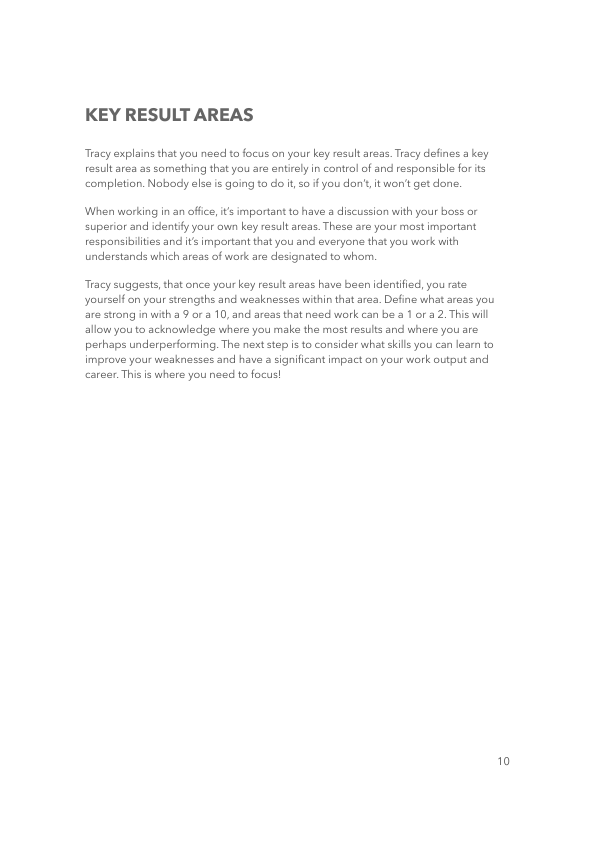 KEY RESULT AREAS
Tracy explains that you need to focus on your key result areas. Tracy defines a key
result area as something that you are entirely in control of and responsible for its
completion. Nobody else is going to do it, so if you don’t, it won’t get done.
When working in an office, it’s important to have a discussion with your boss or
superior and identify your own key result areas. These are your most important
responsibilities and it’s important that you and everyone that you work with
understands which areas of work are designated to whom.
Tracy suggests, that once your key result areas have been identified, you rate
yourself on your strengths and weaknesses within that area. Define what areas you
are strong in with a 9 or a 10, and areas that need work can be a 1 or a 2. This will
allow you to acknowledge where you make the most results and where you are
perhaps underperforming. The next step is to consider what skills you can learn to
improve your weaknesses and have a significant impact on your work output and
career. This is where you need to focus!
10